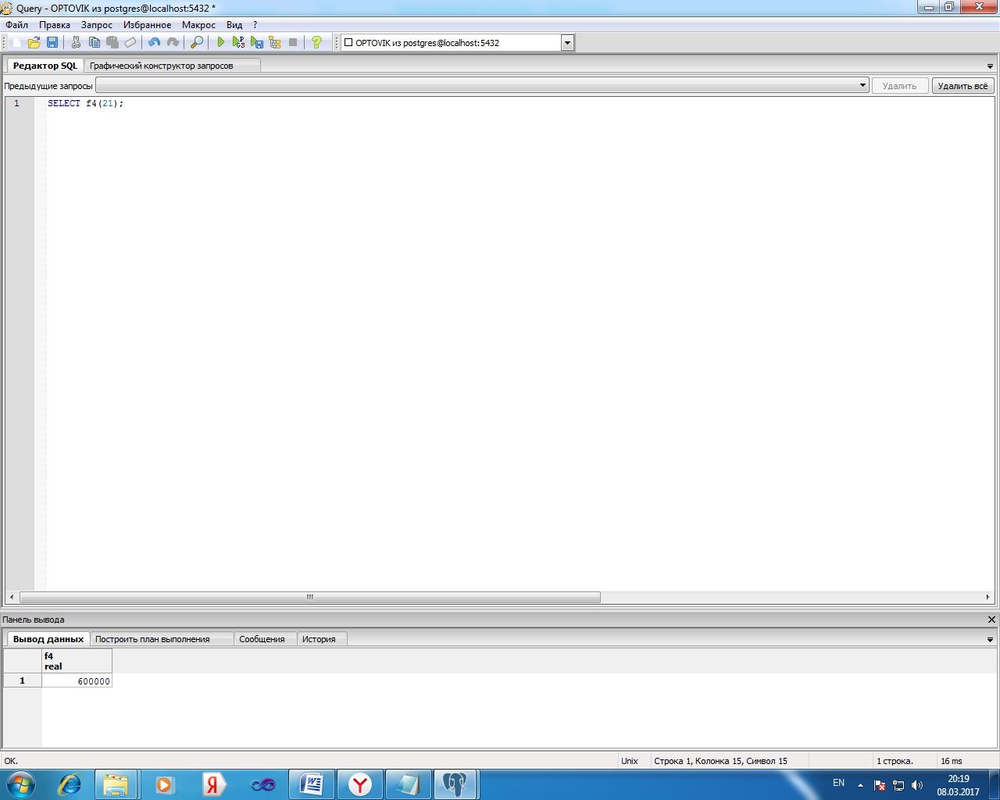 Query - OPTOVIK из postgres@localhost:5432 *
Файл Правка Запрос Избранное Макрос Вид ?
OPTOVIK из postgres@localhost:5432
Редактор SQL Графический конструктор запросов
Предыдущие запросы Удалить Удалить всё
1 SELECT f4(21);
Панель вывода
Вывод данных Построить план выполнения Сообщения История
f4
real
1 600000
OK. Unix Строка 1, Колонка 15, Символ 15 1 строка. 16 ms
EN 20:19
08.03.2017